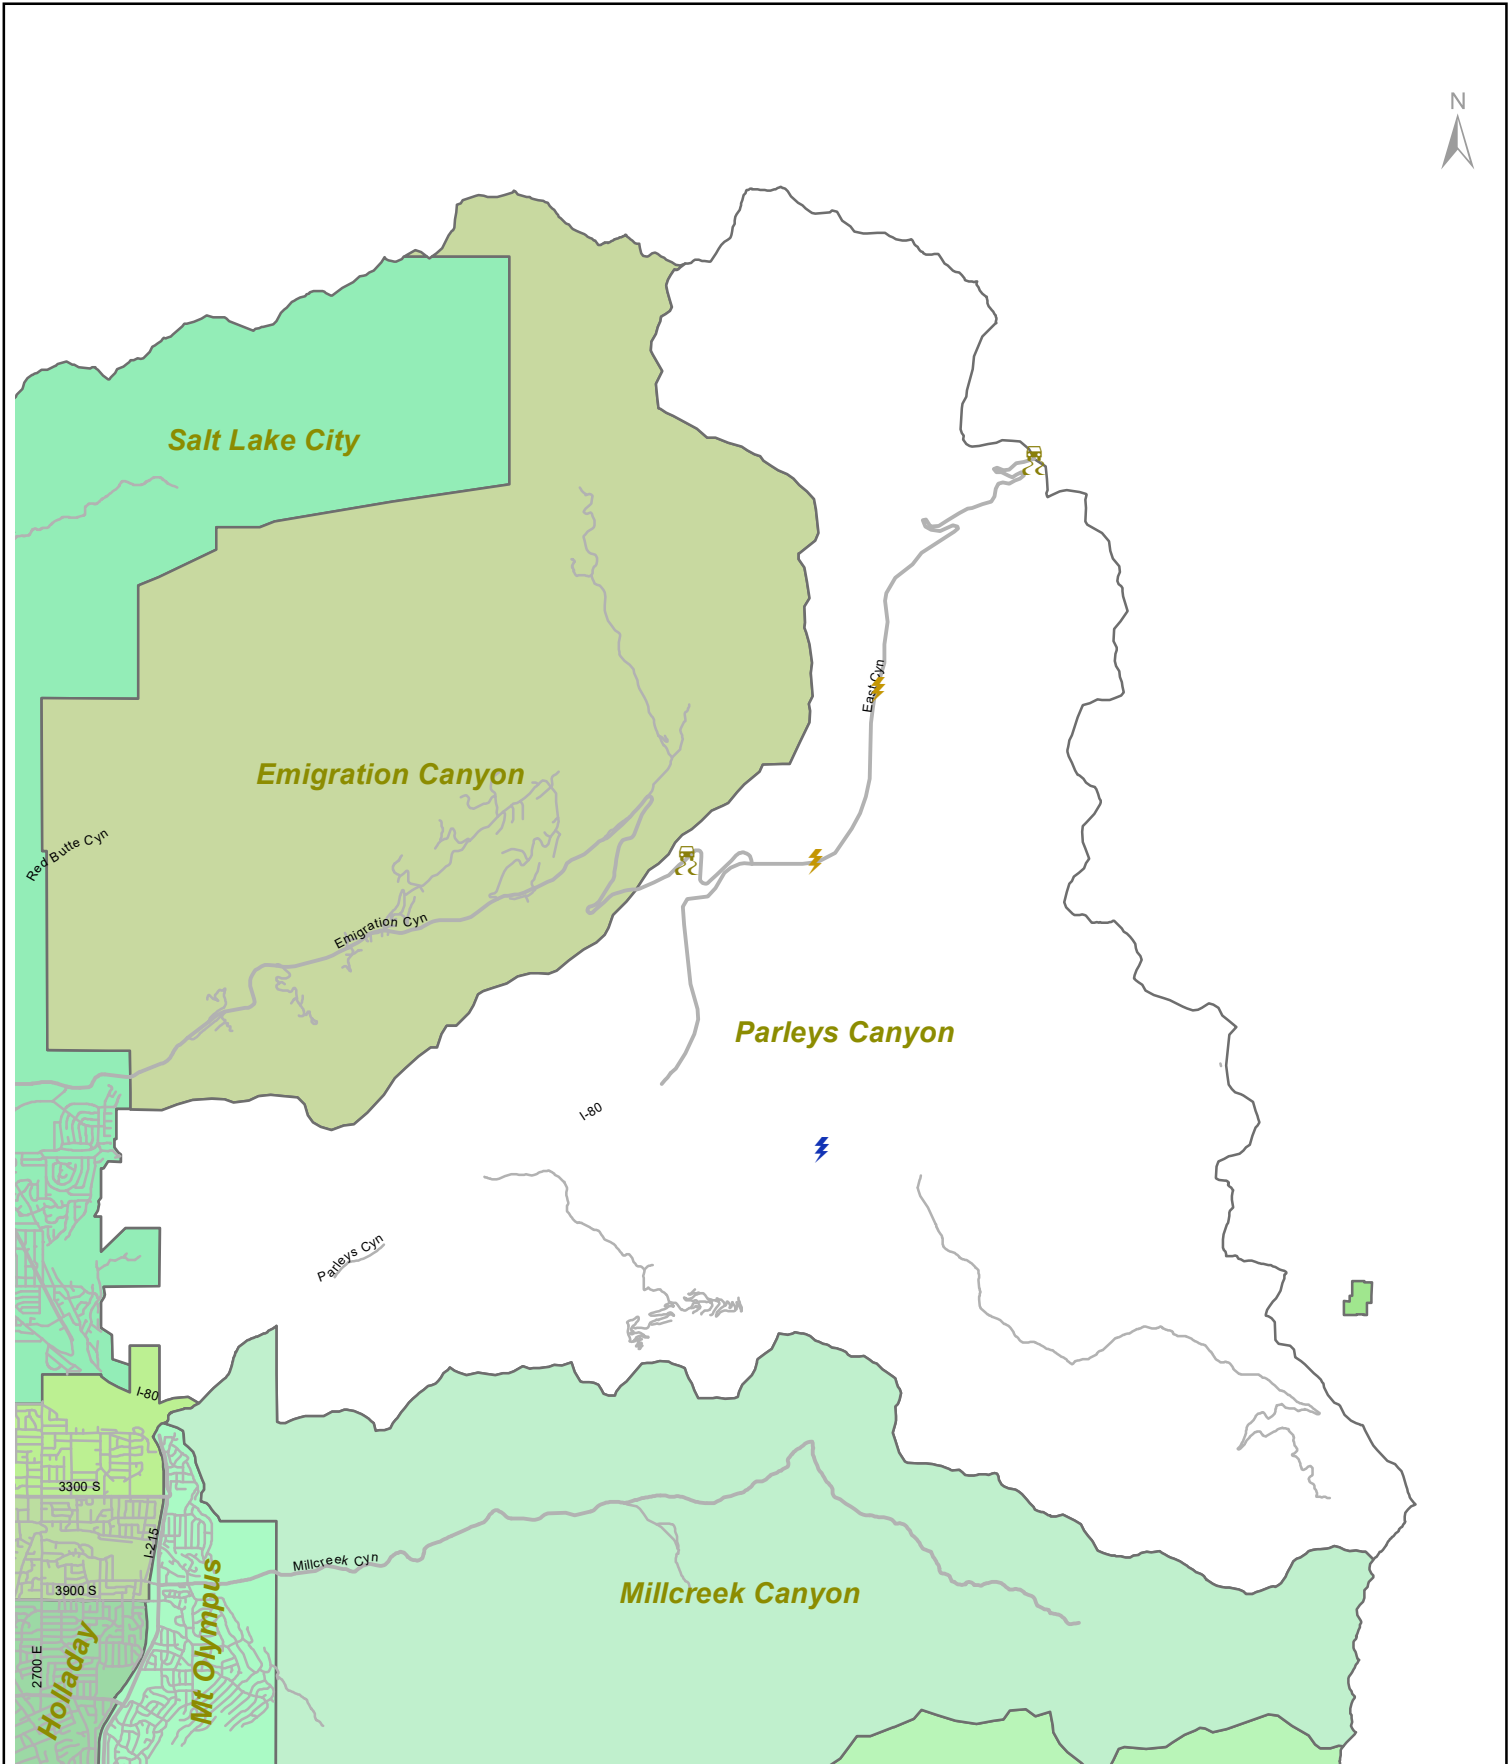 N
Salt Lake City
East Cyn
Emigration Canyon
Red Butte Cyn
Emigration Cyn
Parleys Canyon
I-80
Parleys Cyn
I-80
3300 S
I-215
Millcreek Cyn
3900 S
Millcreek Canyon
Mt Olympus
Holladay
2700 E